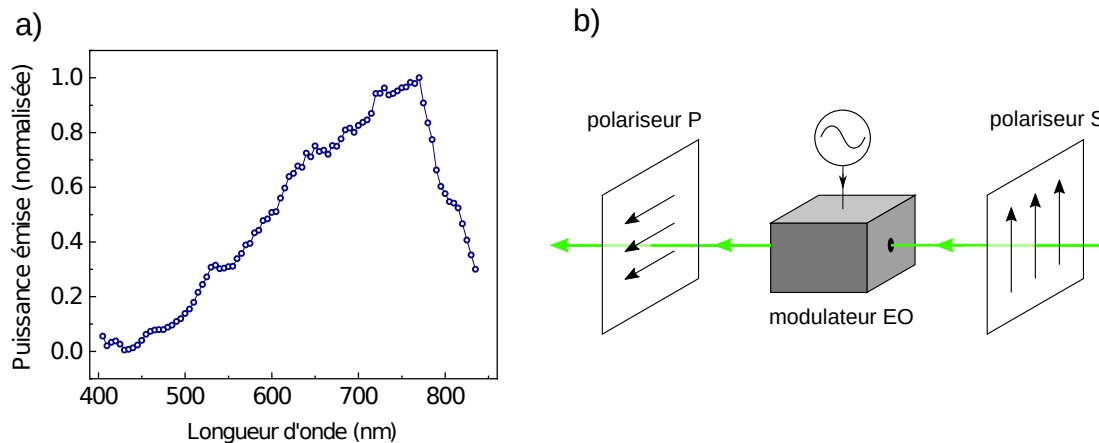 a)
Puissance émise (normalisée)
1.0
0.8
0.6
0.4
0.2
0.0
400
500
600
700
800
Longueur d'onde (nm)
b)
polariseur P
polariseur S
modulateur EO